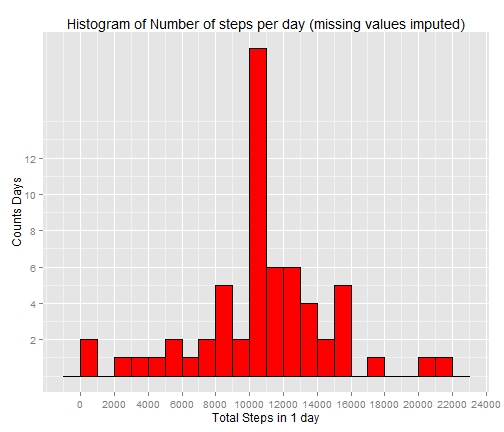 Histogram of Number of steps per day (missing values imputed)
Counts Days
12
10
8
6
4
2
0 2000 4000 6000 8000 10000 12000 14000 16000 18000 20000 22000 24000
Total Steps in 1 day